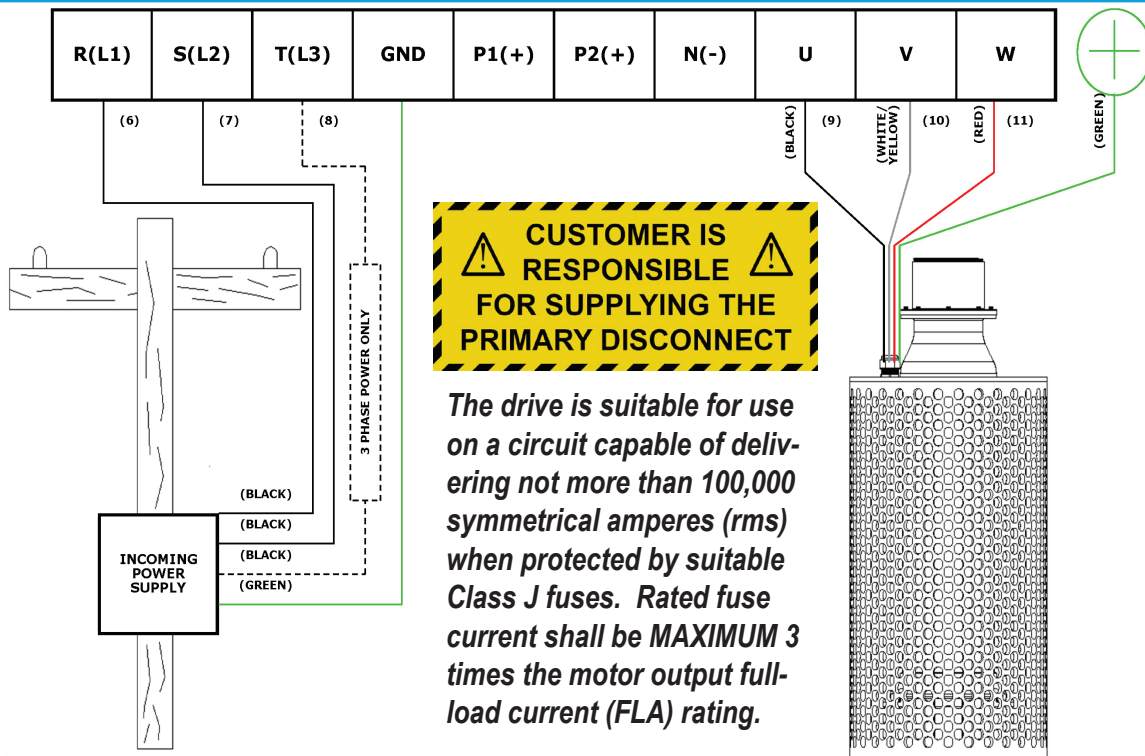 R(L1) S(L2) T(L3) GND P1(+) P2(+) N(-) U V W
(6) (7) (8) (9) (10) (11)
(BLACK)
(WHITE/
YELLOW)
(RED)
(GREEN)
CUSTOMER IS
RESPONSIBLE
FOR SUPPLYING THE
PRIMARY DISCONNECT
3 PHASE POWER ONLY
The drive is suitable for use
on a circuit capable of deliv-
ering not more than 100,000
symmetrical amperes (rms)
when protected by suitable
Class J fuses. Rated fuse
current shall be MAXIMUM 3
times the motor output full-
load current (FLA) rating.
(BLACK)
(BLACK)
(BLACK)
(GREEN)
INCOMING
POWER
SUPPLY